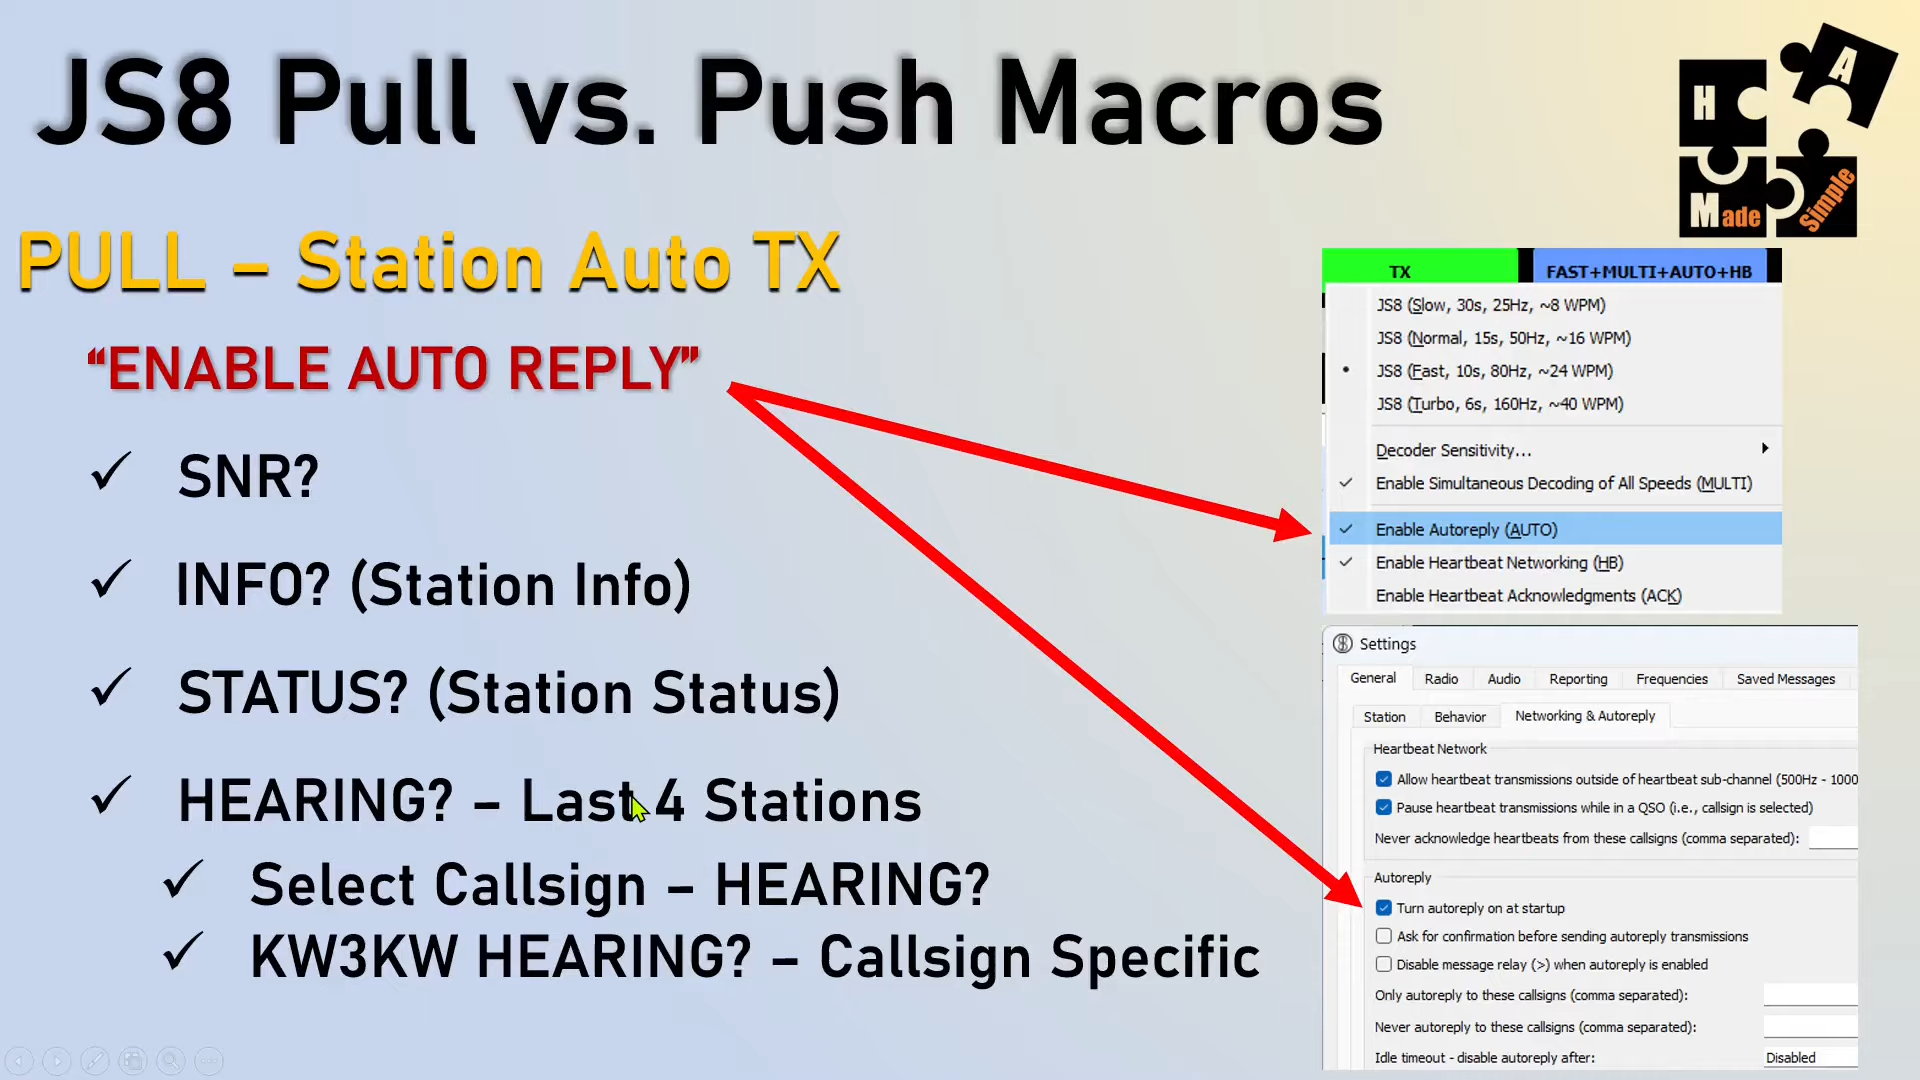 JS8 Pull vs. Push Macros
H A Made Simple
PULL – Station Auto TX
“ENABLE AUTO REPLY”
✓ SNR?
✓ INFO? (Station Info)
✓ STATUS? (Station Status)
✓ HEARING? – Last 4 Stations
✓ Select Callsign – HEARING?
✓ KW3KW HEARING? – Callsign Specific
TX FAST+MULTI+AUTO+HB
JS8 (Slow, 30s, 25Hz, ~8 WPM)
JS8 (Normal, 15s, 50Hz, ~16 WPM)
• JS8 (Fast, 10s, 80Hz, ~24 WPM)
JS8 (Turbo, 6s, 160Hz, ~40 WPM)
Decoder Sensitivity...
✓ Enable Simultaneous Decoding of All Speeds (MULTI)
✓ Enable Autoreply (AUTO)
✓ Enable Heartbeat Networking (HB)
Enable Heartbeat Acknowledgments (ACK)
Settings
General Radio Audio Reporting Frequencies Saved Messages
Station Behavior Networking & Autoreply
Heartbeat Network
Allow heartbeat transmissions outside of heartbeat sub-channel (500Hz - 1000
Pause heartbeat transmissions while in a QSO (i.e., callsign is selected)
Never acknowledge heartbeats from these callsigns (comma separated):
Autoreply
Turn autoreply on at startup
Ask for confirmation before sending autoreply transmissions
Disable message relay (>) when autoreply is enabled
Only autoreply to these callsigns (comma separated):
Never autoreply to these callsigns (comma separated):
Idle timeout - disable autoreply after: Disabled